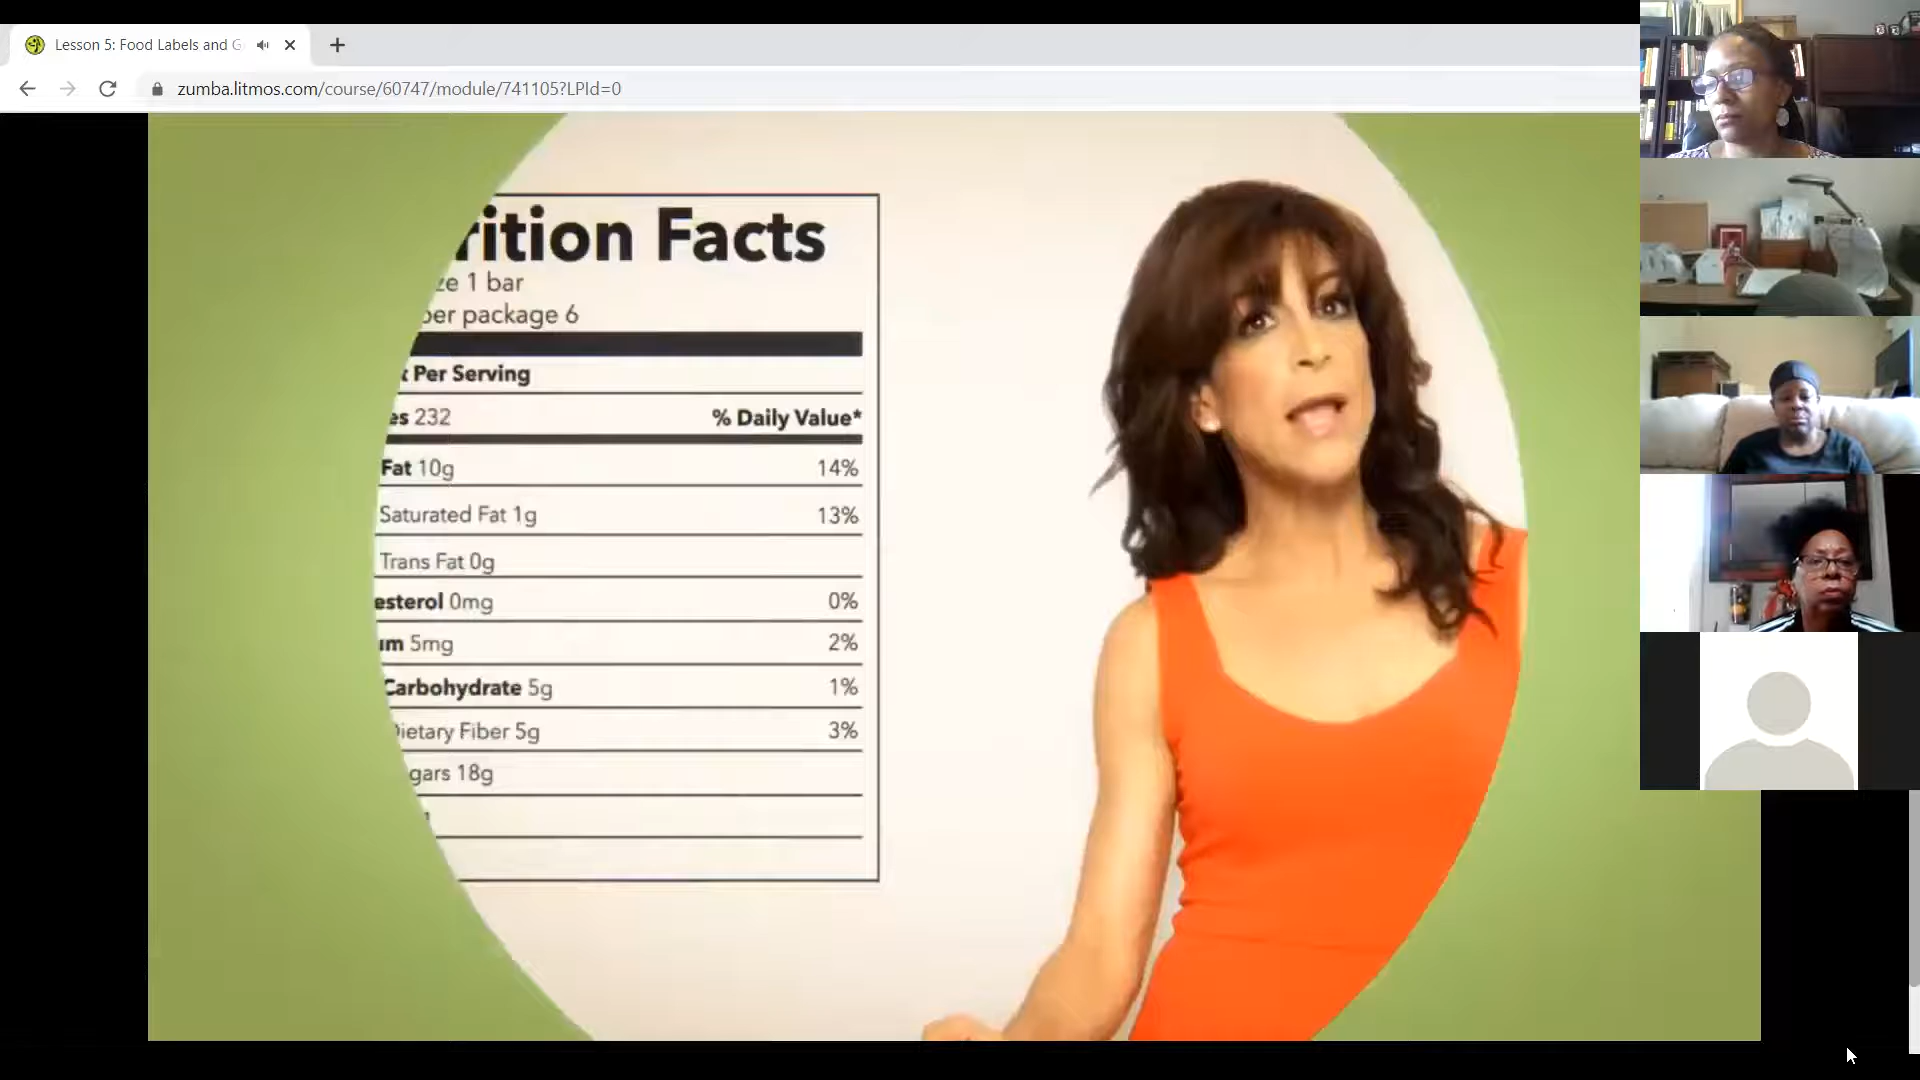 Lesson 5: Food Labels and G
zumba.litmos.com/course/60747/module/741105?LPId=0
rition Facts
ze 1 bar
per package 6
t Per Serving
es 232 % Daily Value*
Fat 10g 14%
Saturated Fat 1g 13%
Trans Fat 0g
esterol 0mg 0%
um 5mg 2%
Carbohydrate 5g 1%
Dietary Fiber 5g 3%
gars 18g